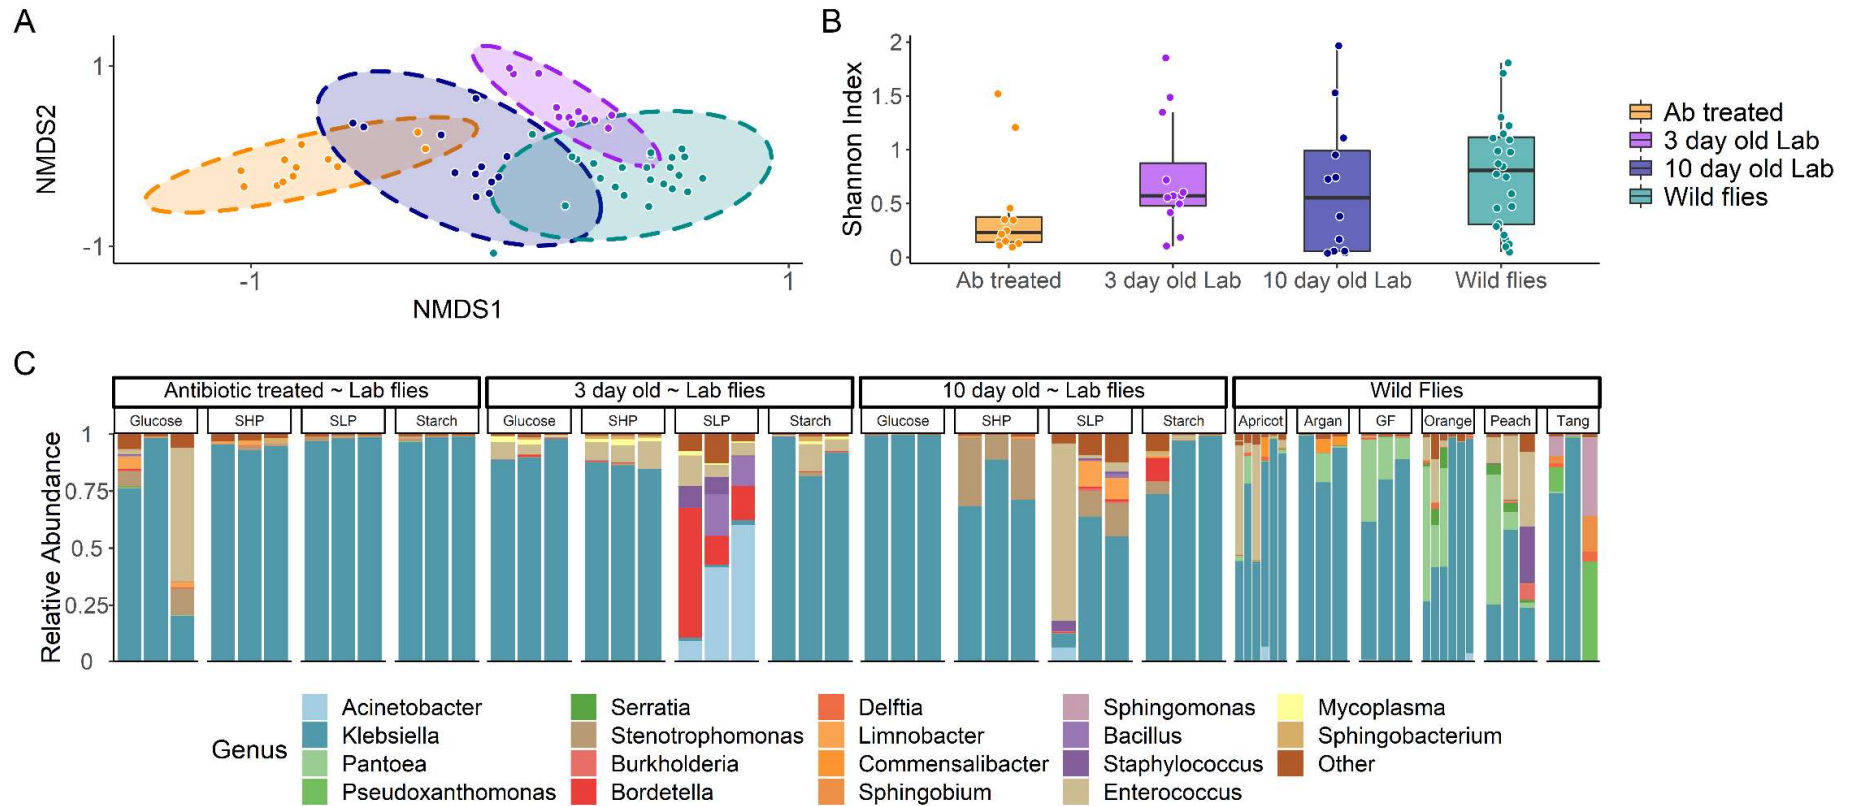 A
NMDS2
1
-1
-1
1
NMDS1
B
Shannon Index
2
1.5
1
0.5
0
Ab treated
3 day old Lab
10 day old Lab
Wild flies
Ab treated
3 day old Lab
10 day old Lab
Wild flies
C
Antibiotic treated ~ Lab flies
3 day old ~ Lab flies
10 day old ~ Lab flies
Wild Flies
Glucose SHP SLP Starch Glucose SHP SLP Starch Glucose SHP SLP Starch Apricot Argan GF Orange Peach Tang
Relative Abundance
1
0.75
0.5
0.25
0
Genus
Acinetobacter
Klebsiella
Pantoea
Pseudoxanthomonas
Serratia
Stenotrophomonas
Burkholderia
Bordetella
Delftia
Limnobacter
Commensalibacter
Sphingobium
Sphingomonas
Bacillus
Staphylococcus
Enterococcus
Mycoplasma
Sphingobacterium
Other